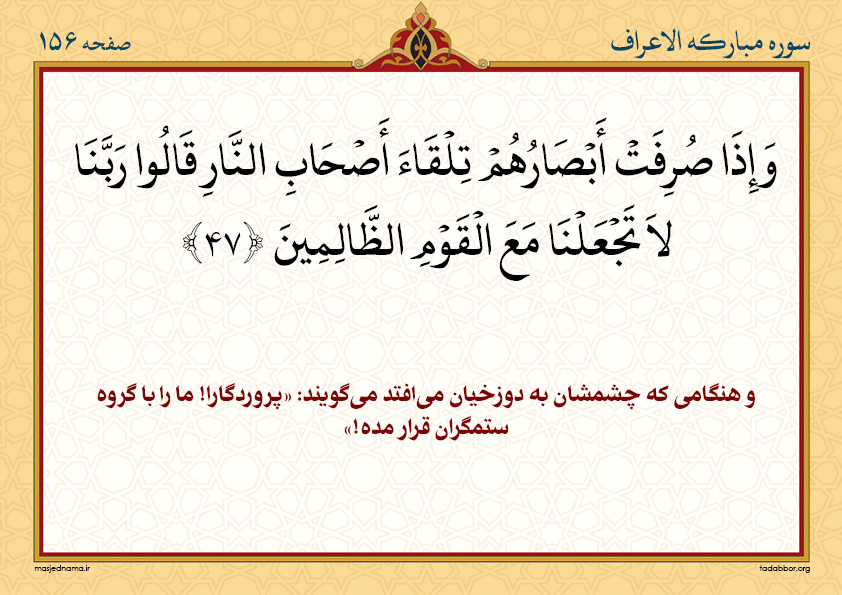 سوره مبارکه الاعراف
صفحه ۱۵۶
وَإِذَا صُرِفَتْ أَبْصَارُهُمْ تِلْقَاءَ أَصْحَابِ النَّارِ قَالُوا رَبَّنَا
لاَ تَجْعَلْنَا مَعَ الْقَوْمِ الظَّالِمِينَ ﴿۴۷﴾
و هنگامی که چشمشان به دوزخیان می‌افتد می‌گویند: «پروردگارا! ما را با گروه
ستمگران قرار مده!»
masjednama.ir
tadabbor.org